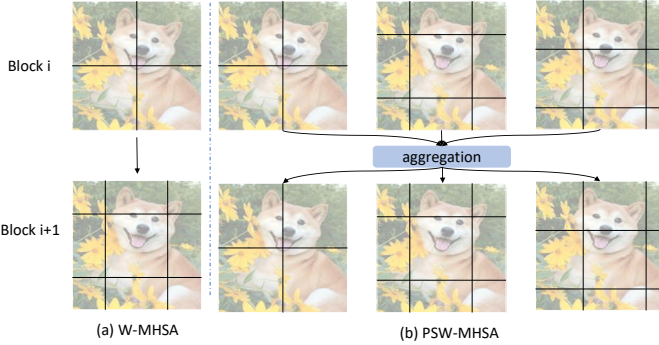 Block i
aggregation
Block i+1
(a) W-MHSA
(b) PSW-MHSA